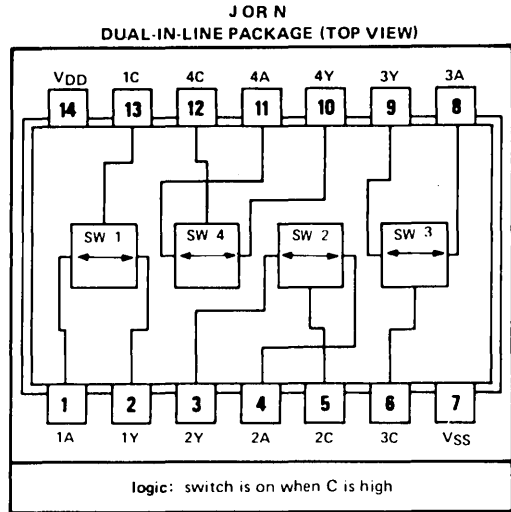 J OR N
DUAL-IN-LINE PACKAGE (TOP VIEW)
VDD 1C 4C 4A 4Y 3Y 3A
14 13 12 11 10 9 8
SW 1 SW 4 SW 2 SW 3
1 2 3 4 5 6 7
1A 1Y 2Y 2A 2C 3C VSS
logic: switch is on when C is high